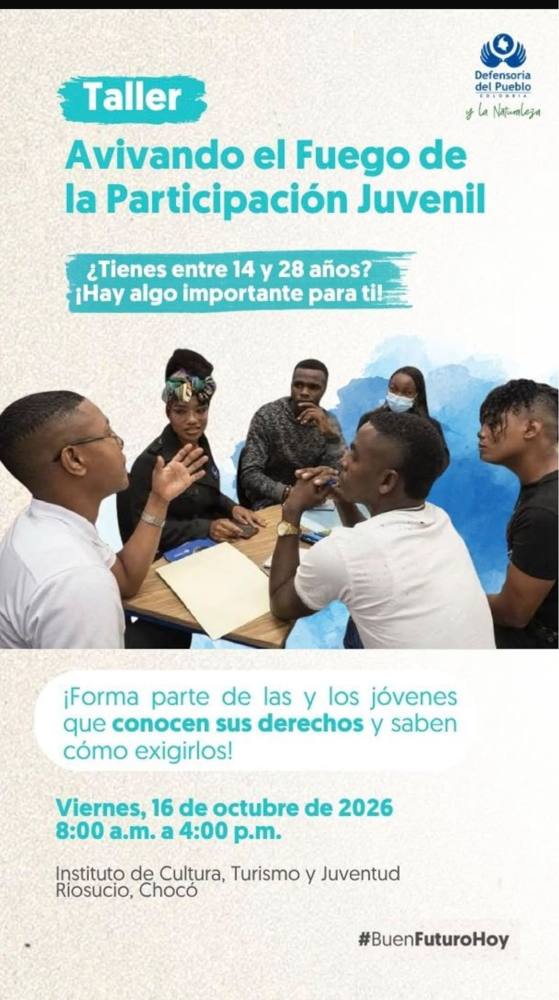 Defensoría
del Pueblo
COLOMBIA
y la Naturaleza
Taller
Avivando el Fuego de
la Participación Juvenil
¿Tienes entre 14 y 28 años?
¡Hay algo importante para ti!
¡Forma parte de las y los jóvenes
que conocen sus derechos y saben
cómo exigirlos!
Viernes, 16 de octubre de 2026
8:00 a.m. a 4:00 p.m.
Instituto de Cultura, Turismo y Juventud
Riosucio, Chocó
#BuenFuturoHoy